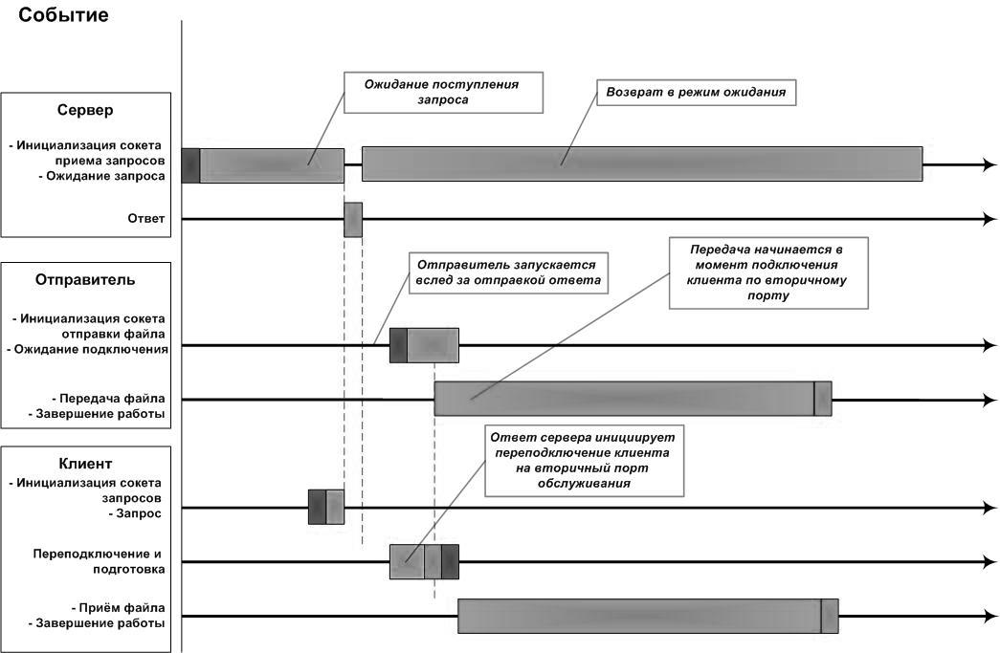 Событие
Ожидание поступления
запроса
Возврат в режим ожидания
Сервер
- Инициализация сокета
приема запросов
- Ожидание запроса
Ответ
Отправитель запускается
вслед за отправкой ответа
Передача начинается в
момент подключения
клиента по вторичному
порту
Отправитель
- Инициализация сокета
отправки файла
- Ожидание подключения
- Передача файла
- Завершение работы
Ответ сервера инициирует
переподключение клиента
на вторичный порт
обслуживания
Клиент
- Инициализация сокета
запросов
- Запрос
Переподключение и
подготовка
- Приём файла
- Завершение работы